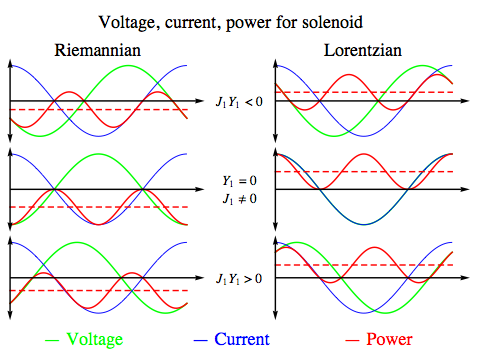 Voltage, current, power for solenoid
Riemannian
Lorentzian
J₁Y₁ < 0
Y₁ = 0
J₁ ≠ 0
J₁Y₁ > 0
— Voltage — Current — Power